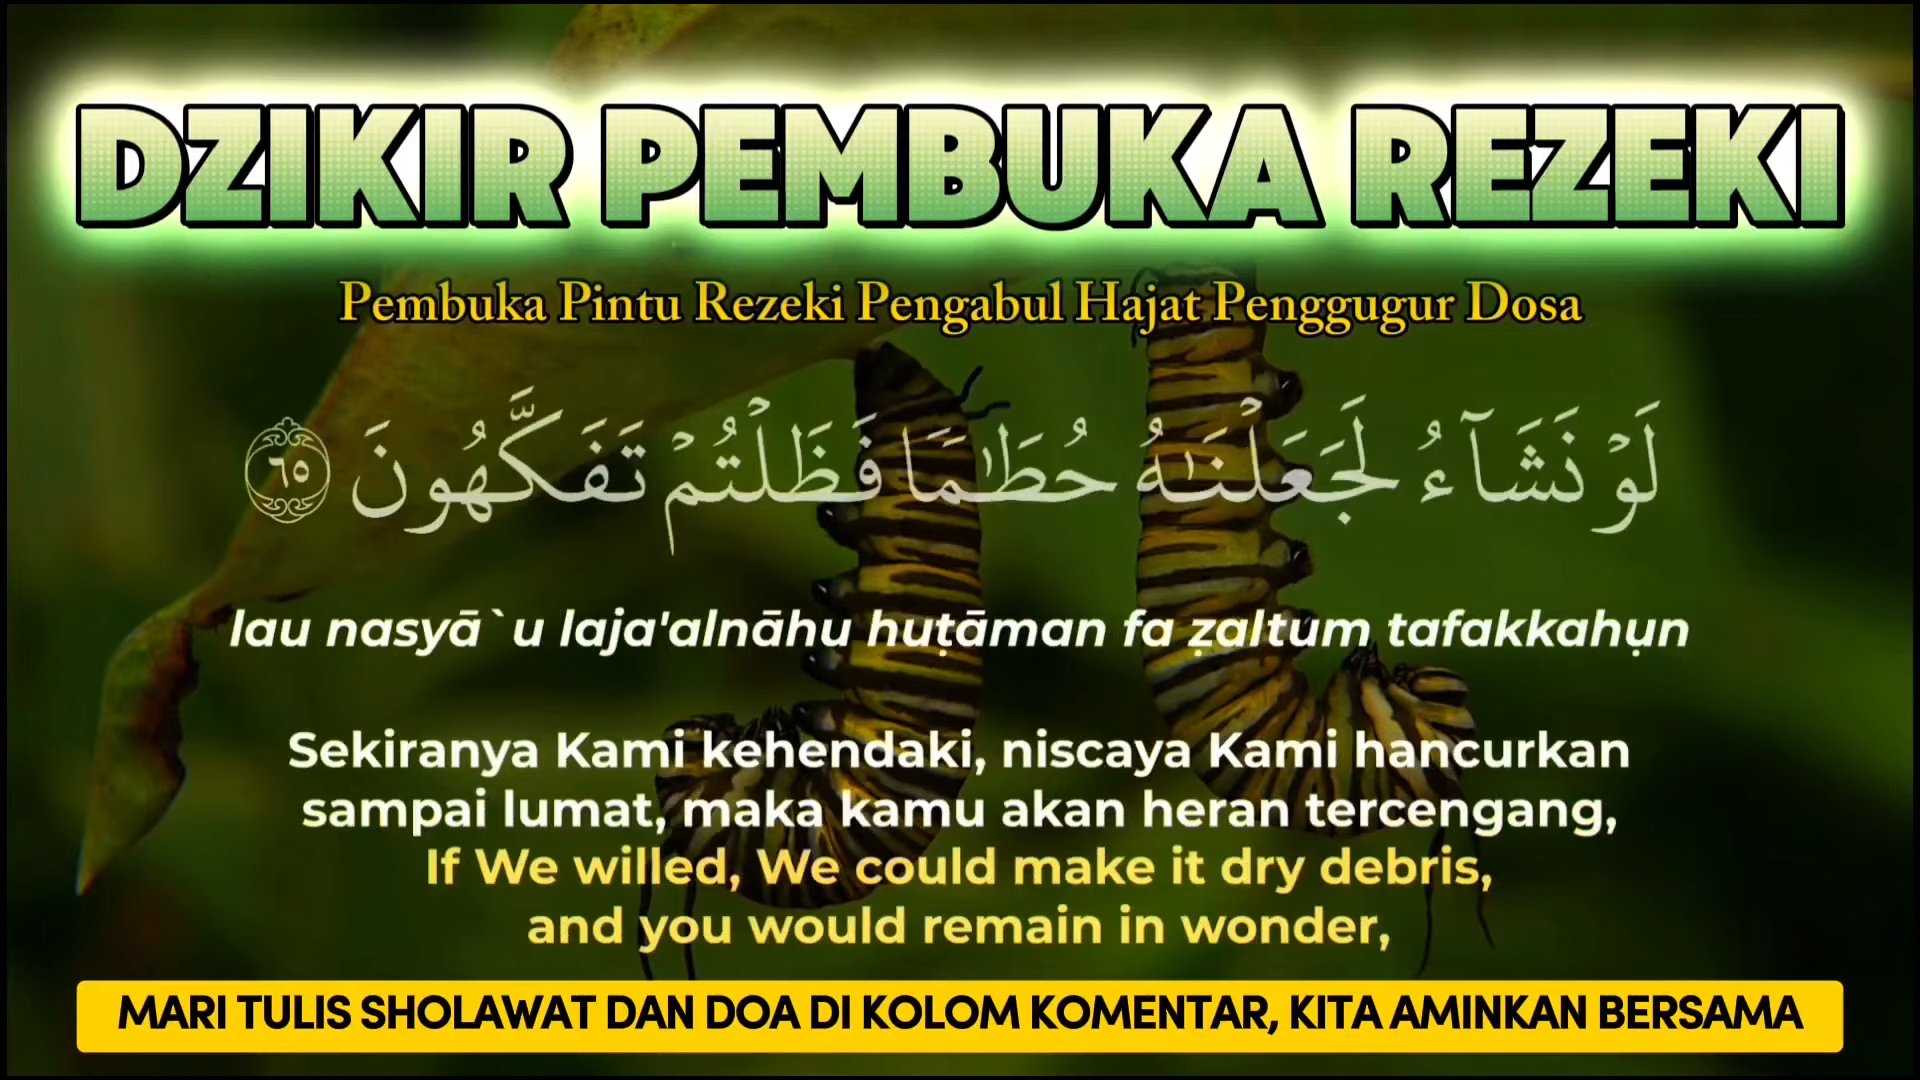 DZIKIR PEMBUKA REZEKI
Pembuka Pintu Rezeki Pengabul Hajat Penggugur Dosa
لَوْ نَشَآءُ لَجَعَلْنَٰهُ حُطَٰمًا فَظَلْتُمْ تَفَكَّهُونَ ٦٥
lau nasyā`u laja'alnāhu huṭāman fa ẓaltum tafakkahụn
Sekiranya Kami kehendaki, niscaya Kami hancurkan
sampai lumat, maka kamu akan heran tercengang,
If We willed, We could make it dry debris,
and you would remain in wonder,
MARI TULIS SHOLAWAT DAN DOA DI KOLOM KOMENTAR, KITA AMINKAN BERSAMA